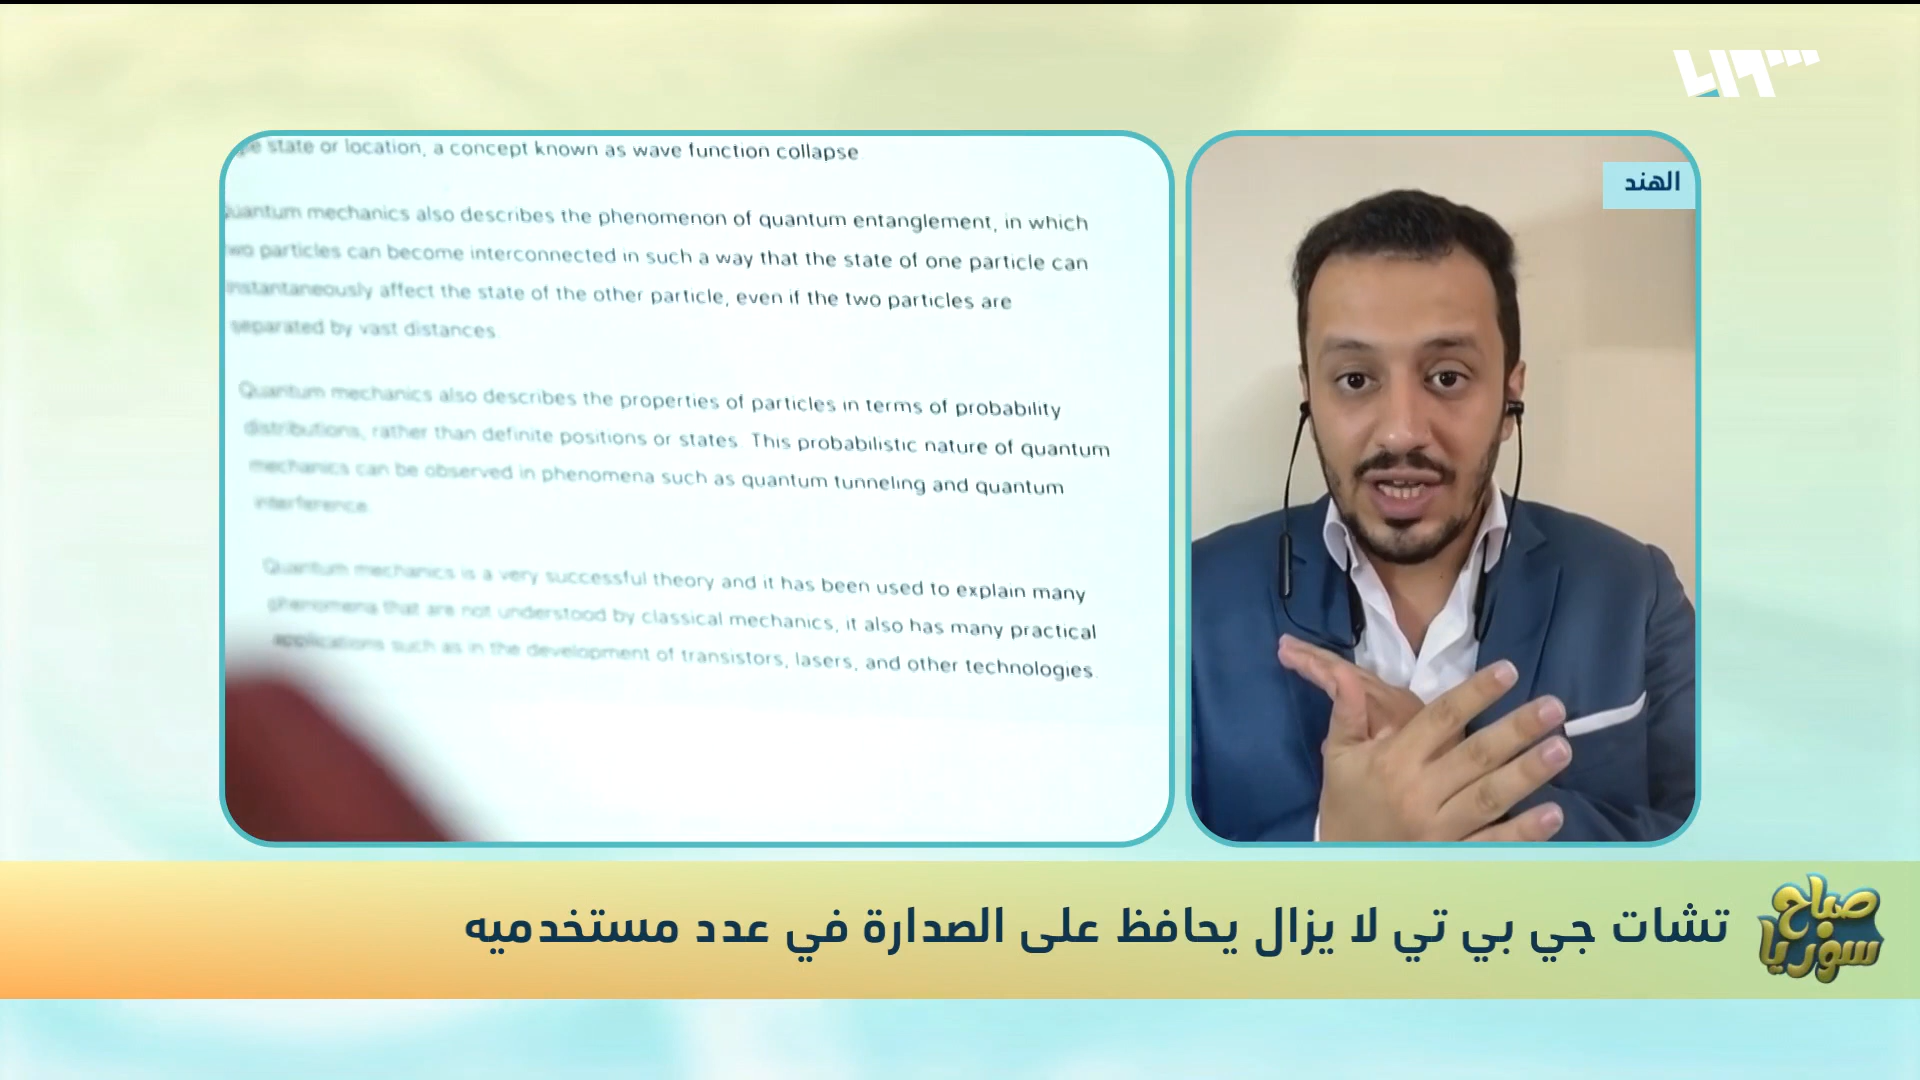 الهند
state or location, a concept known as wave function collapse
Quantum mechanics also describes the phenomenon of quantum entanglement, in which
two particles can become interconnected in such a way that the state of one particle can
instantaneously affect the state of the other particle, even if the two particles are
separated by vast distances.
Quantum mechanics also describes the properties of particles in terms of probability
distributions, rather than definite positions or states. This probabilistic nature of quantum
mechanics can be observed in phenomena such as quantum tunneling and quantum
interference.
Quantum mechanics is a very successful theory and it has been used to explain many
phenomena that are not understood by classical mechanics, it also has many practical
applications such as in the development of transistors, lasers, and other technologies.
تشات جي بي تي لا يزال يحافظ على الصدارة في عدد مستخدميه
صباح
سوريا